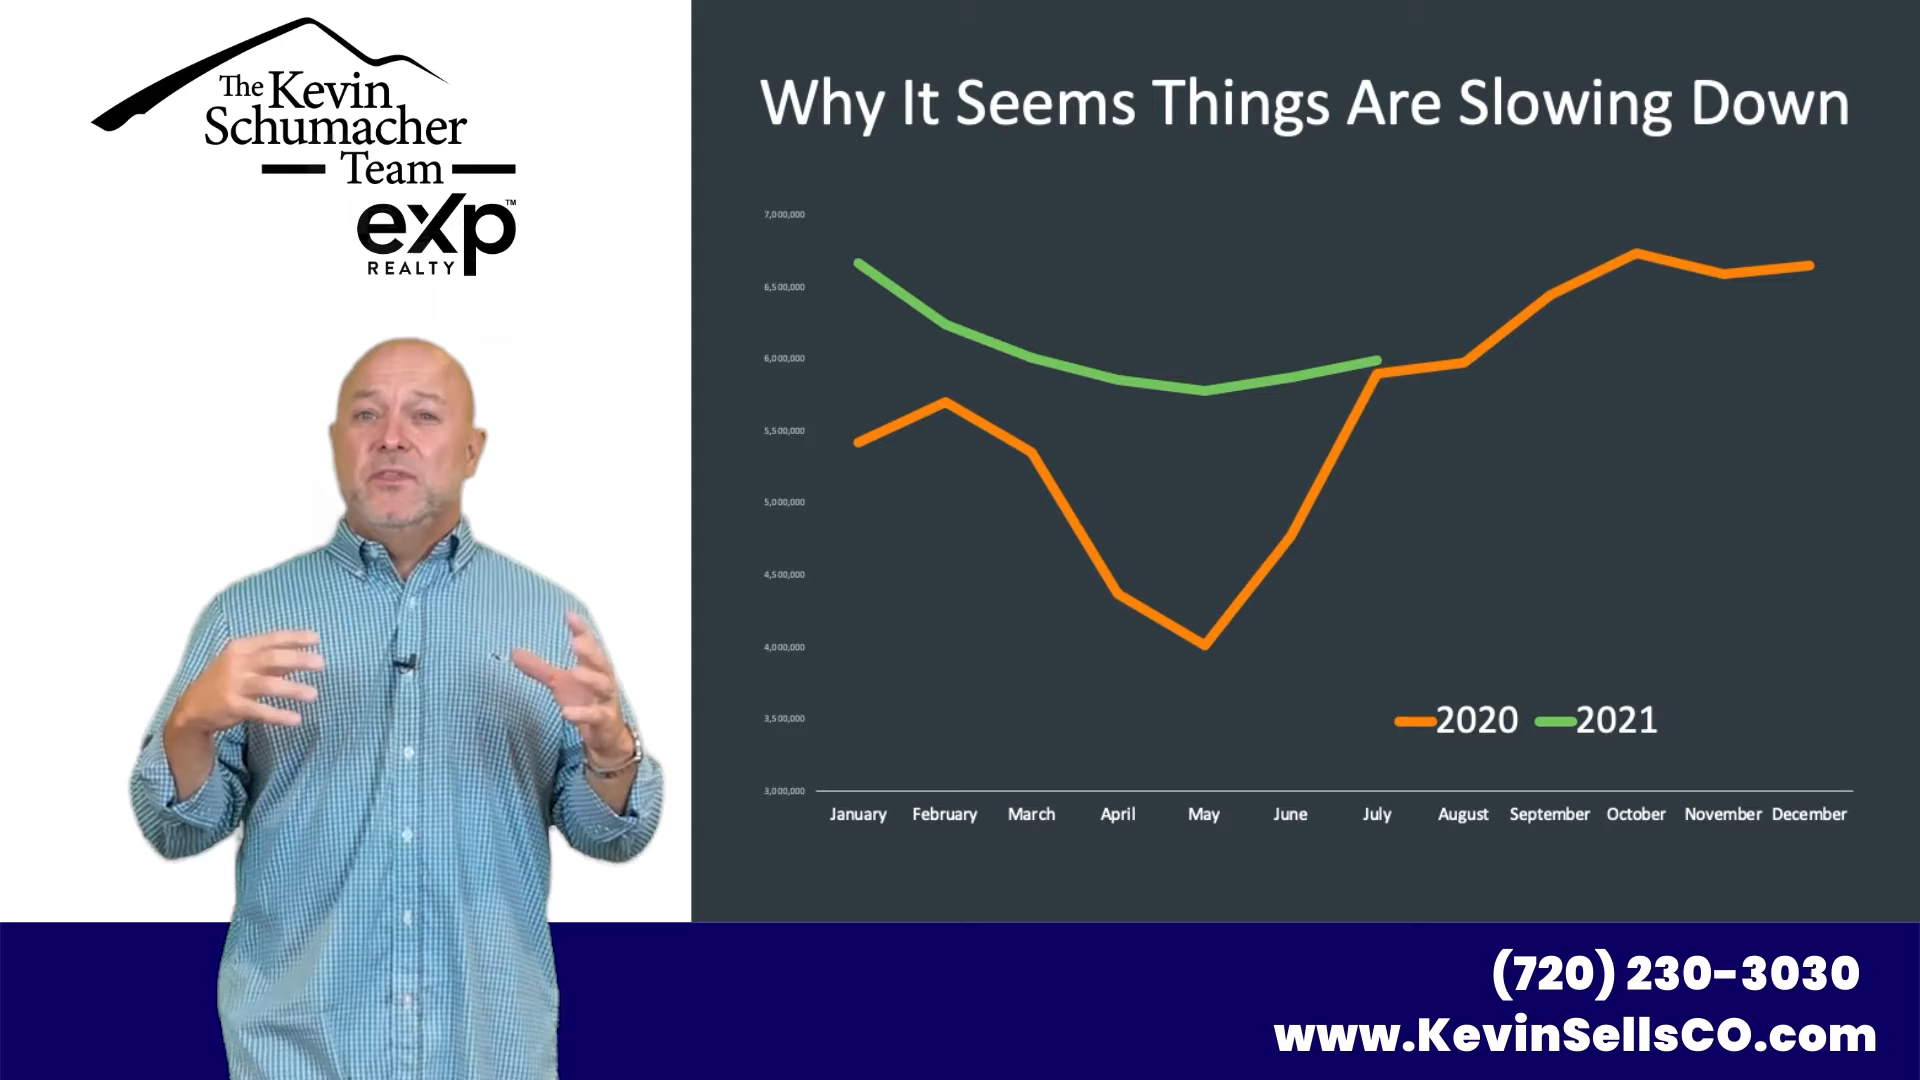 The Kevin
Schumacher
Team
eXp™
REALTY
Why It Seems Things Are Slowing Down
7,000,000
6,500,000
6,000,000
5,500,000
5,000,000
4,500,000
4,000,000
3,500,000
3,000,000
2020 2021
January February March April May June July August September October November December
(720) 230-3030
www.KevinSellsCO.com